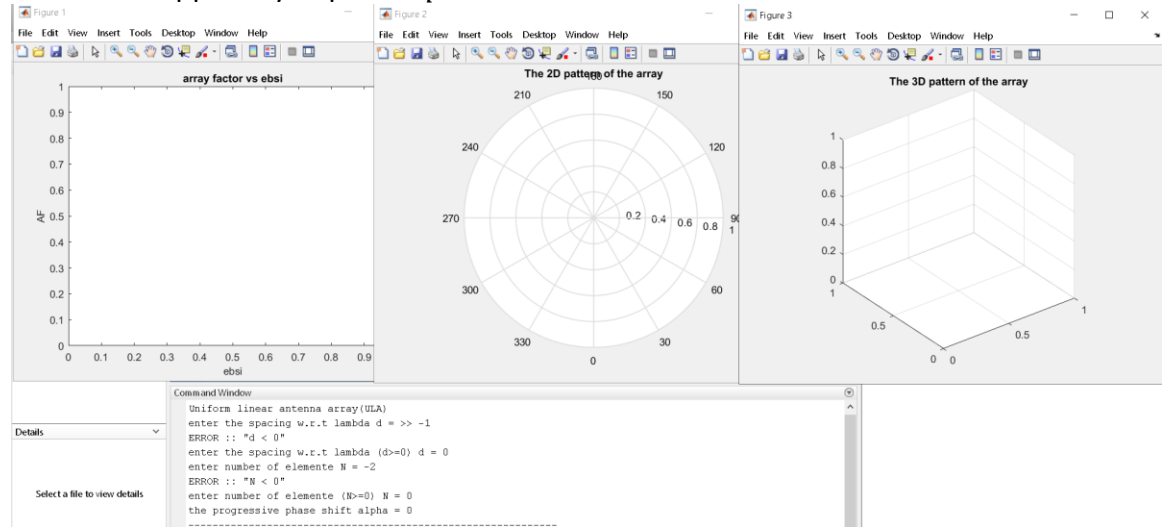 Figure 1
File Edit View Insert Tools Desktop Window Help
array factor vs ebsi
1
0.9
0.8
0.7
0.6
0.5
0.4
0.3
0.2
0.1
0
AF
0 0.1 0.2 0.3 0.4 0.5 0.6 0.7 0.8 0.9
ebsi
Figure 2
File Edit View Insert Tools Desktop Window Help
The 2D pattern of the array
180
210 150
240 120
270 0.2 0.4 0.6 0.8 1 90
300 60
330 30
0
Figure 3
File Edit View Insert Tools Desktop Window Help
The 3D pattern of the array
1
0.8
0.6
0.4
0.2
0
1
0.5
0
0
0.5
1
Command Window
Uniform linear antenna array(ULA)
enter the spacing w.r.t lambda d = >> -1
ERROR :: "d < 0"
enter the spacing w.r.t lambda (d>=0) d = 0
enter number of elemente N = -2
ERROR :: "N < 0"
enter number of elemente (N>=0) N = 0
the progressive phase shift alpha = 0
Details
Select a file to view details